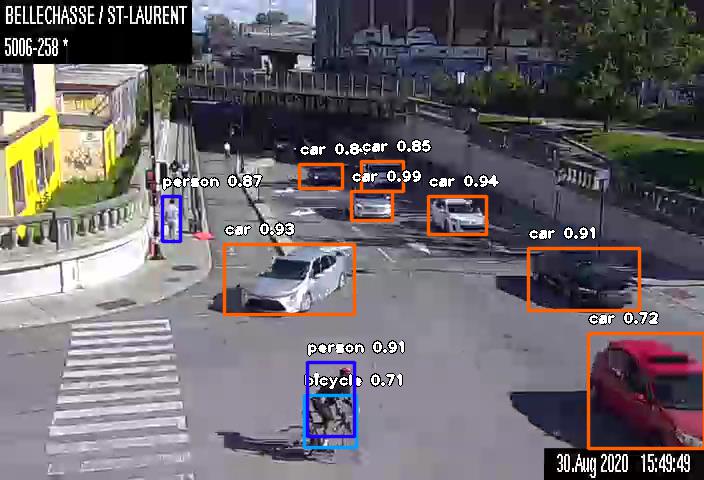 BELLECHASSE / ST-LAURENT
5006-258 *
car 0.8
car 0.85
person 0.87
car 0.99
car 0.94
car 0.93
car 0.91
car 0.72
person 0.91
bicycle 0.71
30.Aug 2020 15:49:49